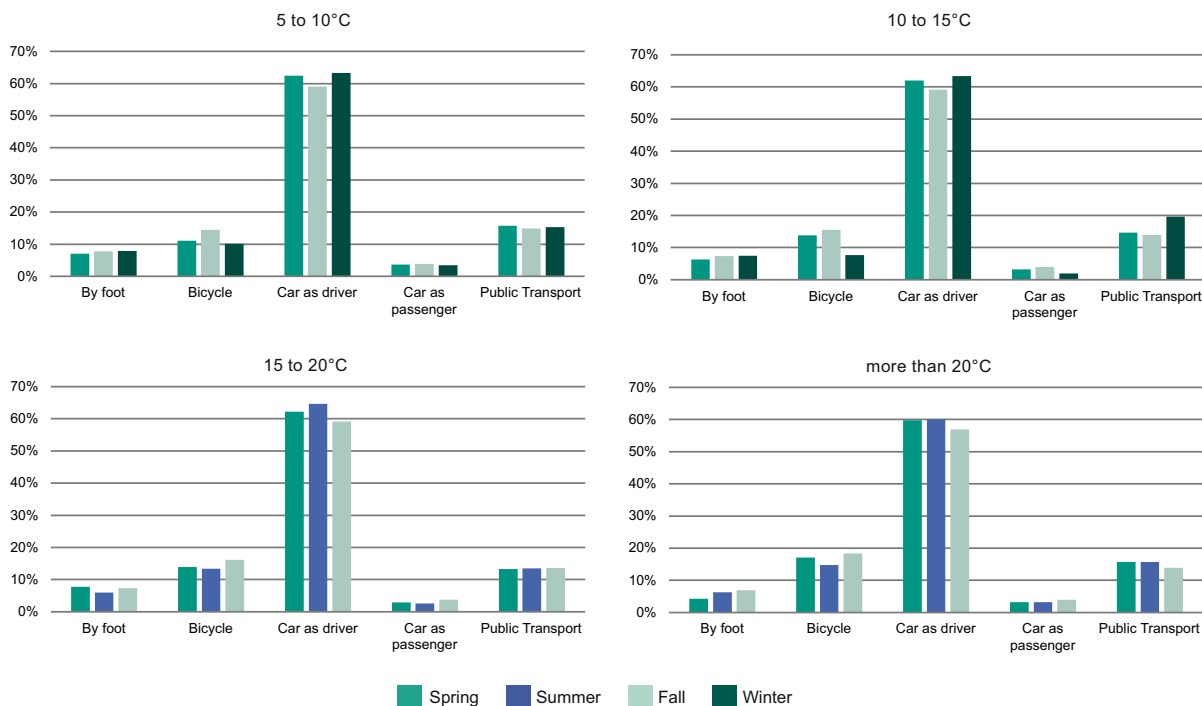 5 to 10°C
70%
60%
50%
40%
30%
20%
10%
0%
By foot
Bicycle
Car as driver
Car as
passenger
Public Transport
10 to 15°C
70%
60%
50%
40%
30%
20%
10%
0%
By foot
Bicycle
Car as driver
Car as
passenger
Public Transport
15 to 20°C
70%
60%
50%
40%
30%
20%
10%
0%
By foot
Bicycle
Car as driver
Car as
passenger
Public Transport
more than 20°C
70%
60%
50%
40%
30%
20%
10%
0%
By foot
Bicycle
Car as driver
Car as
passenger
Public Transport
Spring Summer Fall Winter